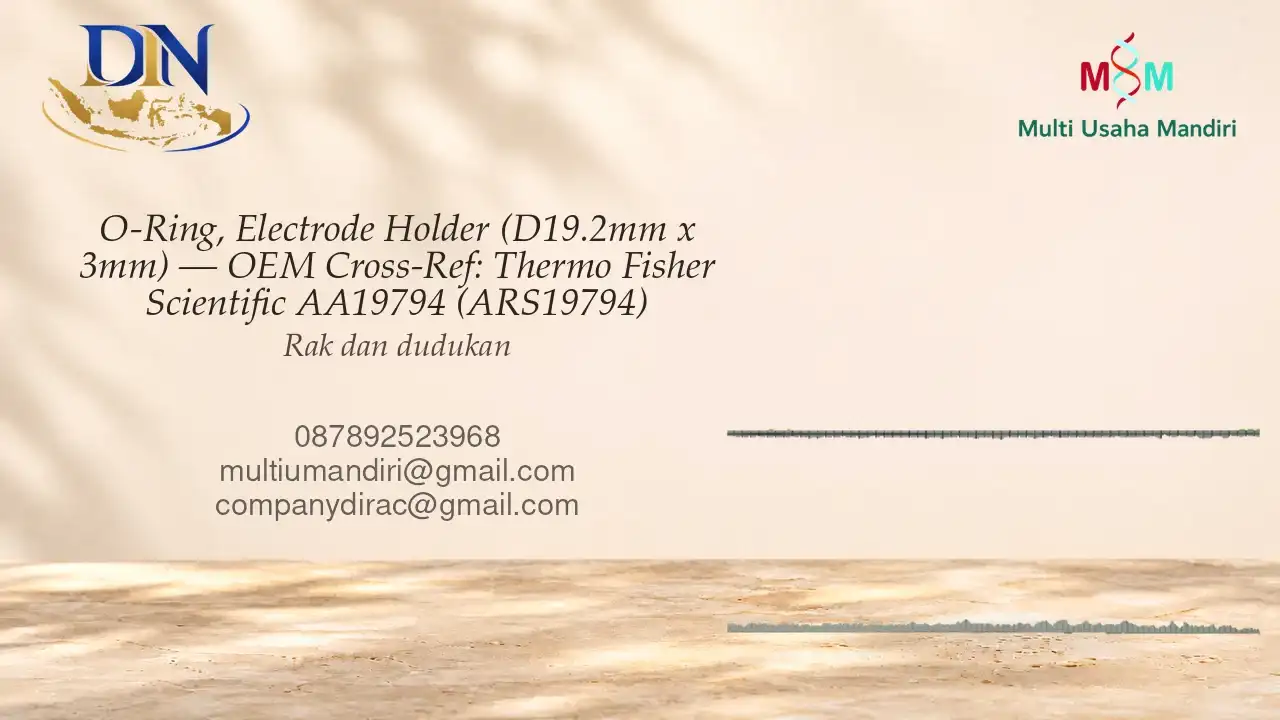 DN
M M
Multi Usaha Mandiri
O-Ring, Electrode Holder (D19.2mm x
3mm) — OEM Cross-Ref: Thermo Fisher
Scientific AA19794 (ARS19794)
Rak dan dudukan
087892523968
multiumandiri@gmail.com
companydirac@gmail.com